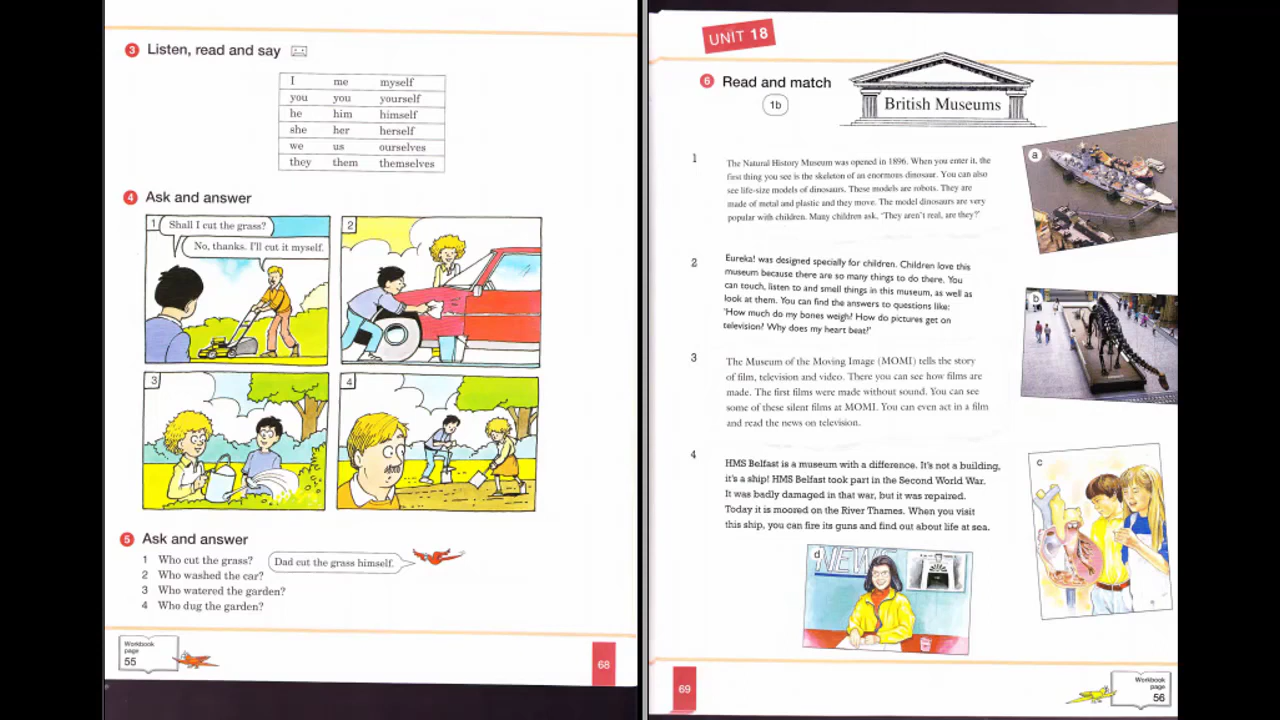 3 Listen, read and say
I me myself
you you yourself
he him himself
she her herself
we us ourselves
they them themselves
4 Ask and answer
1 Shall I cut the grass?
No, thanks. I'll cut it myself.
2
3
4
5 Ask and answer
1 Who cut the grass?
Dad cut the grass himself.
2 Who washed the car?
3 Who watered the garden?
4 Who dug the garden?
Workbook
page
55
68
UNIT 18
6 Read and match
1b
British Museums
1 The Natural History Museum was opened in 1896. When you enter it, the
first thing you see is the skeleton of an enormous dinosaur. You can also
see life-size models of dinosaurs. These models are robots. They are
made of metal and plastic and they move. The model dinosaurs are very
popular with children. Many children ask, 'They aren't real, are they?'
a
2 Eureka! was designed specially for children. Children love this
museum because there are so many things to do there. You
can touch, listen to and smell things in this museum, as well as
look at them. You can find the answers to questions like:
'How much do my bones weigh? How do pictures get on
television? Why does my heart beat?'
b
3 The Museum of the Moving Image (MOMI) tells the story
of film, television and video. There you can see how films are
made. The first films were made without sound. You can see
some of these silent films at MOMI. You can even act in a film
and read the news on television.
c
4 HMS Belfast is a museum with a difference. It's not a building,
it's a ship! HMS Belfast took part in the Second World War.
It was badly damaged in that war, but it was repaired.
Today it is moored on the River Thames. When you visit
this ship, you can fire its guns and find out about life at sea.
d
NEWS
69
Workbook
page
56